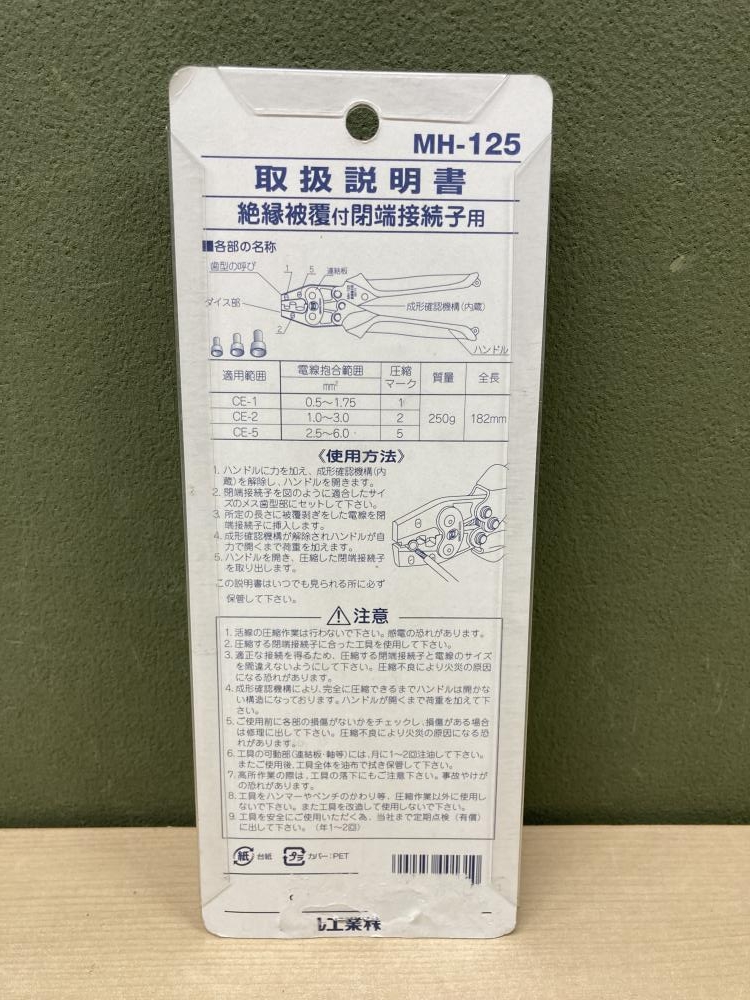 MH-125
取扱説明書
絶縁被覆付閉端接続子用
■各部の名称
歯型の呼び
1
5
連結板
ダイス部
成形確認機構(内蔵)
2
ハンドル
適用範囲 電線抱合範囲 mm² 圧縮マーク 質量 全長
CE-1 0.5〜1.75 1
CE-2 1.0〜3.0 2 250g 182mm
CE-5 2.5〜6.0 5
《使用方法》
1. ハンドルに力を加え、成形確認機構(内
蔵)を解除し、ハンドルを開きます。
2. 閉端接続子を図のように適合したサイ
ズのメス歯型部にセットして下さい。
3. 所定の長さに被覆剥ぎをした電線を閉
端接続子に挿入します。
4. 成形確認機構が解除されハンドルが自
力で開くまで荷重を加えます。
5. ハンドルを開き、圧縮した閉端接続子
を取り出します。
この説明書はいつでも見られる所に必ず
保管して下さい。
⚠注意
1. 活線の圧縮作業は行わないで下さい。感電の恐れがあります。
2. 圧縮する閉端接続子に合った工具を使用して下さい。
3. 適正な接続を得るため、圧縮する閉端接続子と電線のサイズ
を間違えないようにして下さい。圧縮不良により火災の原因
になる恐れがあります。
4. 成形確認機構により、完全に圧縮できるまでハンドルは開かな
い構造になっております。ハンドルが開くまで荷重を加えて下
さい。
5. ご使用前に各部の損傷がないかをチェックし、損傷がある場合
は修理に出して下さい。圧縮不良により火災の原因になる恐
れがあります。
6. 工具の可動部(連結板・軸等)には、月に1〜2回注油して下さい。
またご使用後、工具全体を油布で拭き保管して下さい。
7. 高所作業の際は、工具の落下にもご注意下さい。事故やけが
の恐れがあります。
8. 工具をハンマーやペンチのかわり等、圧縮作業以外に使用し
ないで下さい。また工具を改造して使用しないで下さい。
9. 工具を安全にご使用いただく為、当社まで定期点検(有償)
に出して下さい。(年1〜2回)
紙 台紙 プラ カバー:PET
工業株